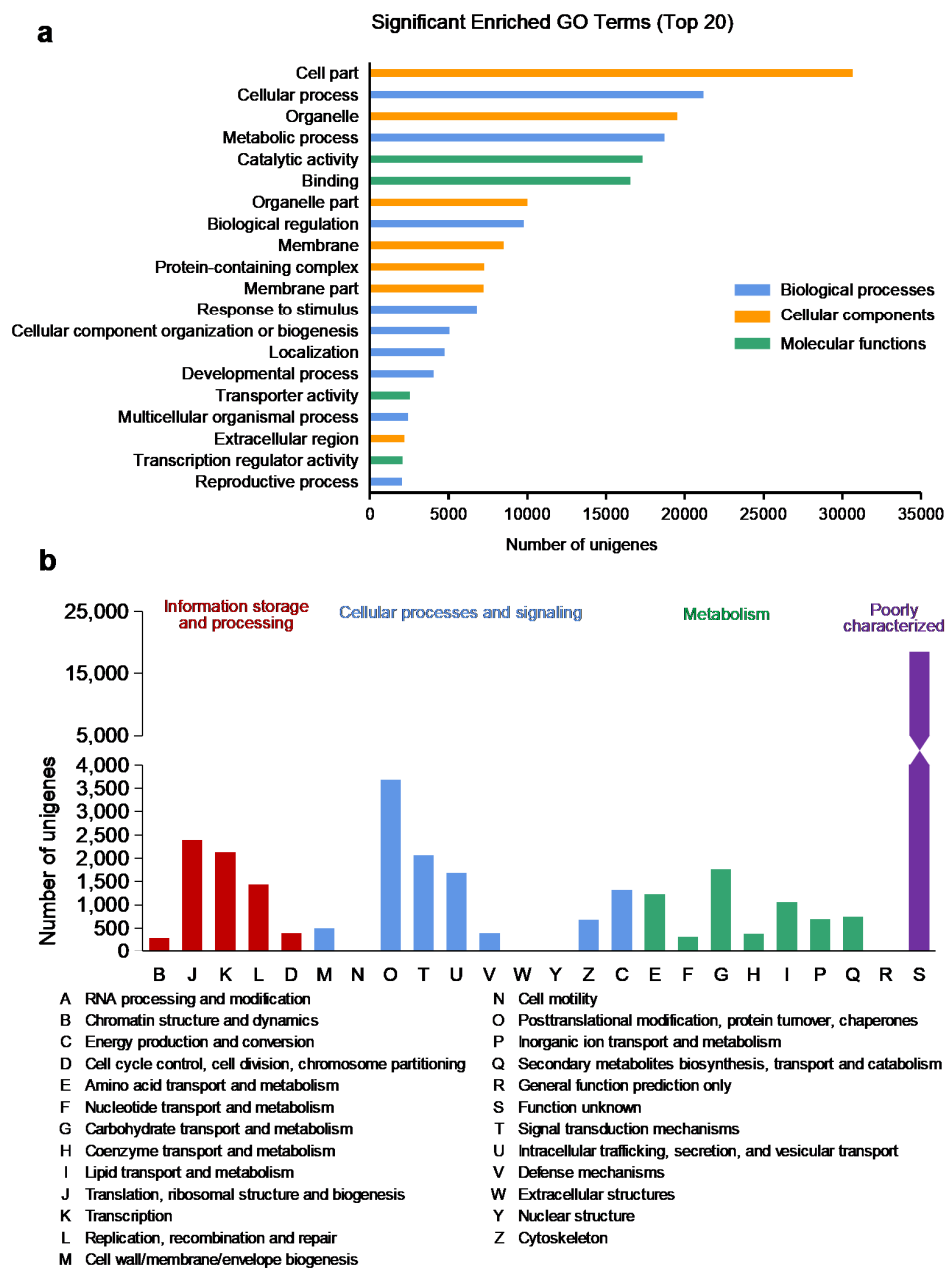 a
Significant Enriched GO Terms (Top 20)
Cell part
Cellular process
Organelle
Metabolic process
Catalytic activity
Binding
Organelle part
Biological regulation
Membrane
Protein-containing complex
Membrane part
Response to stimulus
Cellular component organization or biogenesis
Localization
Developmental process
Transporter activity
Multicellular organismal process
Extracellular region
Transcription regulator activity
Reproductive process
Biological processes
Cellular components
Molecular functions
0 5000 10000 15000 20000 25000 30000 35000
Number of unigenes
b
Information storage
and processing
Cellular processes and signaling
Metabolism
Poorly
characterized
25,000
15,000
5,000
4,000
3,500
3,000
2,500
2,000
1,500
1,000
500
0
Number of unigenes
B J K L D M N O T U V W Y Z C E F G H I P Q R S
A RNA processing and modification
B Chromatin structure and dynamics
C Energy production and conversion
D Cell cycle control, cell division, chromosome partitioning
E Amino acid transport and metabolism
F Nucleotide transport and metabolism
G Carbohydrate transport and metabolism
H Coenzyme transport and metabolism
I Lipid transport and metabolism
J Translation, ribosomal structure and biogenesis
K Transcription
L Replication, recombination and repair
M Cell wall/membrane/envelope biogenesis
N Cell motility
O Posttranslational modification, protein turnover, chaperones
P Inorganic ion transport and metabolism
Q Secondary metabolites biosynthesis, transport and catabolism
R General function prediction only
S Function unknown
T Signal transduction mechanisms
U Intracellular trafficking, secretion, and vesicular transport
V Defense mechanisms
W Extracellular structures
Y Nuclear structure
Z Cytoskeleton